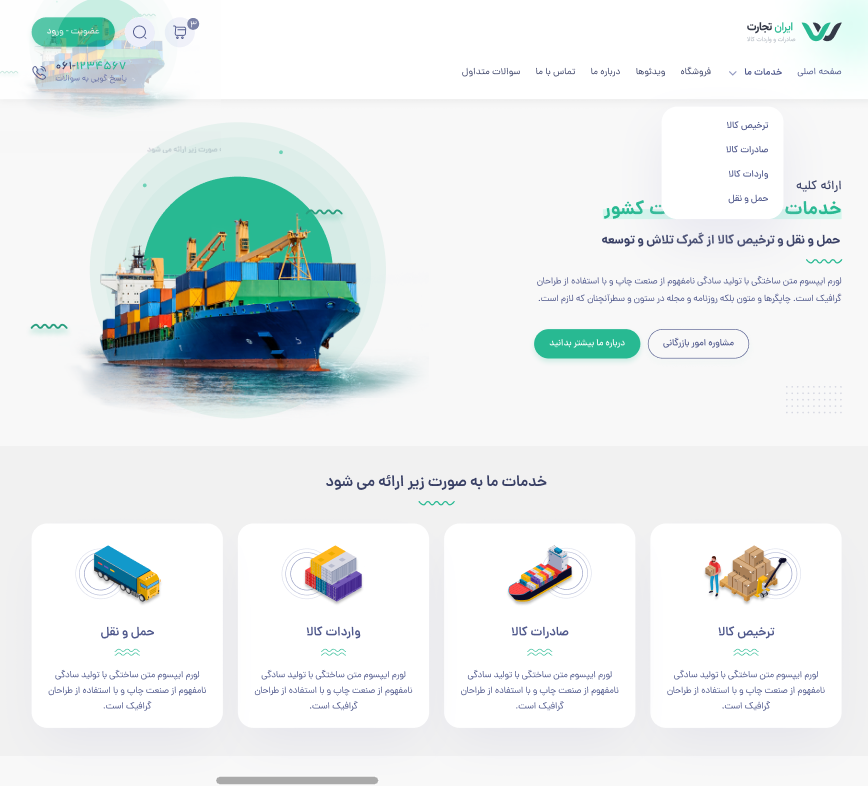 ایران تجارت
صادرات و واردات کالا
۳
عضویت - ورود
صفحه اصلی
خدمات ما
فروشگاه
ویدئوها
درباره ما
تماس با ما
سوالات متداول
۰۶۱-۱۲۳۴۵۶۷
پاسخ گویی به سوالات
ترخیص کالا
صادرات کالا
واردات کالا
حمل و نقل
صورت زیر ارائه می شود
ارائه کلیه
خدمات
ت کشور
حمل و نقل و ترخیص کالا از گمرک تلاش و توسعه
لورم ایپسوم متن ساختگی با تولید سادگی نامفهوم از صنعت چاپ و با استفاده از طراحان
گرافیک است. چاپگرها و متون بلکه روزنامه و مجله در ستون و سطرآنچنان که لازم است.
مشاوره امور بازرگانی
درباره ما بیشتر بدانید
خدمات ما به صورت زیر ارائه می شود
ترخیص کالا
لورم ایپسوم متن ساختگی با تولید سادگی
نامفهوم از صنعت چاپ و با استفاده از طراحان
گرافیک است.
صادرات کالا
لورم ایپسوم متن ساختگی با تولید سادگی
نامفهوم از صنعت چاپ و با استفاده از طراحان
گرافیک است.
واردات کالا
لورم ایپسوم متن ساختگی با تولید سادگی
نامفهوم از صنعت چاپ و با استفاده از طراحان
گرافیک است.
حمل و نقل
لورم ایپسوم متن ساختگی با تولید سادگی
نامفهوم از صنعت چاپ و با استفاده از طراحان
گرافیک است.